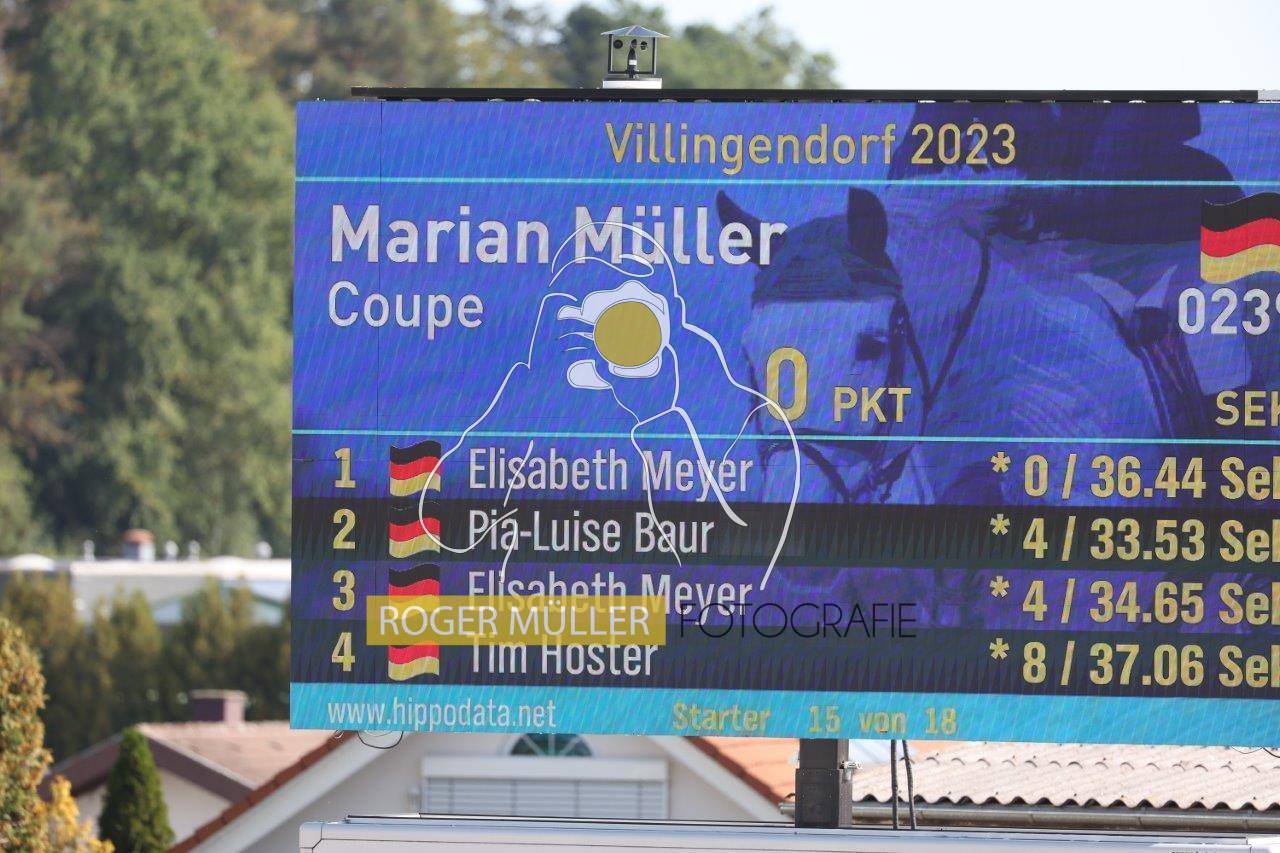 Villingendorf 2023
Marian Müller
Coupe
023
0 PKT
SEK
1 Elisabeth Meyer * 0 / 36.44 Sek
2 Pia-Luise Baur * 4 / 33.53 Sek
3 Elisabeth Meyer * 4 / 34.65 Sek
ROGER MÜLLER FOTOGRAFIE
4 Tim Hoster * 8 / 37.06 Sek
www.hippodata.net Starter 15 von 18